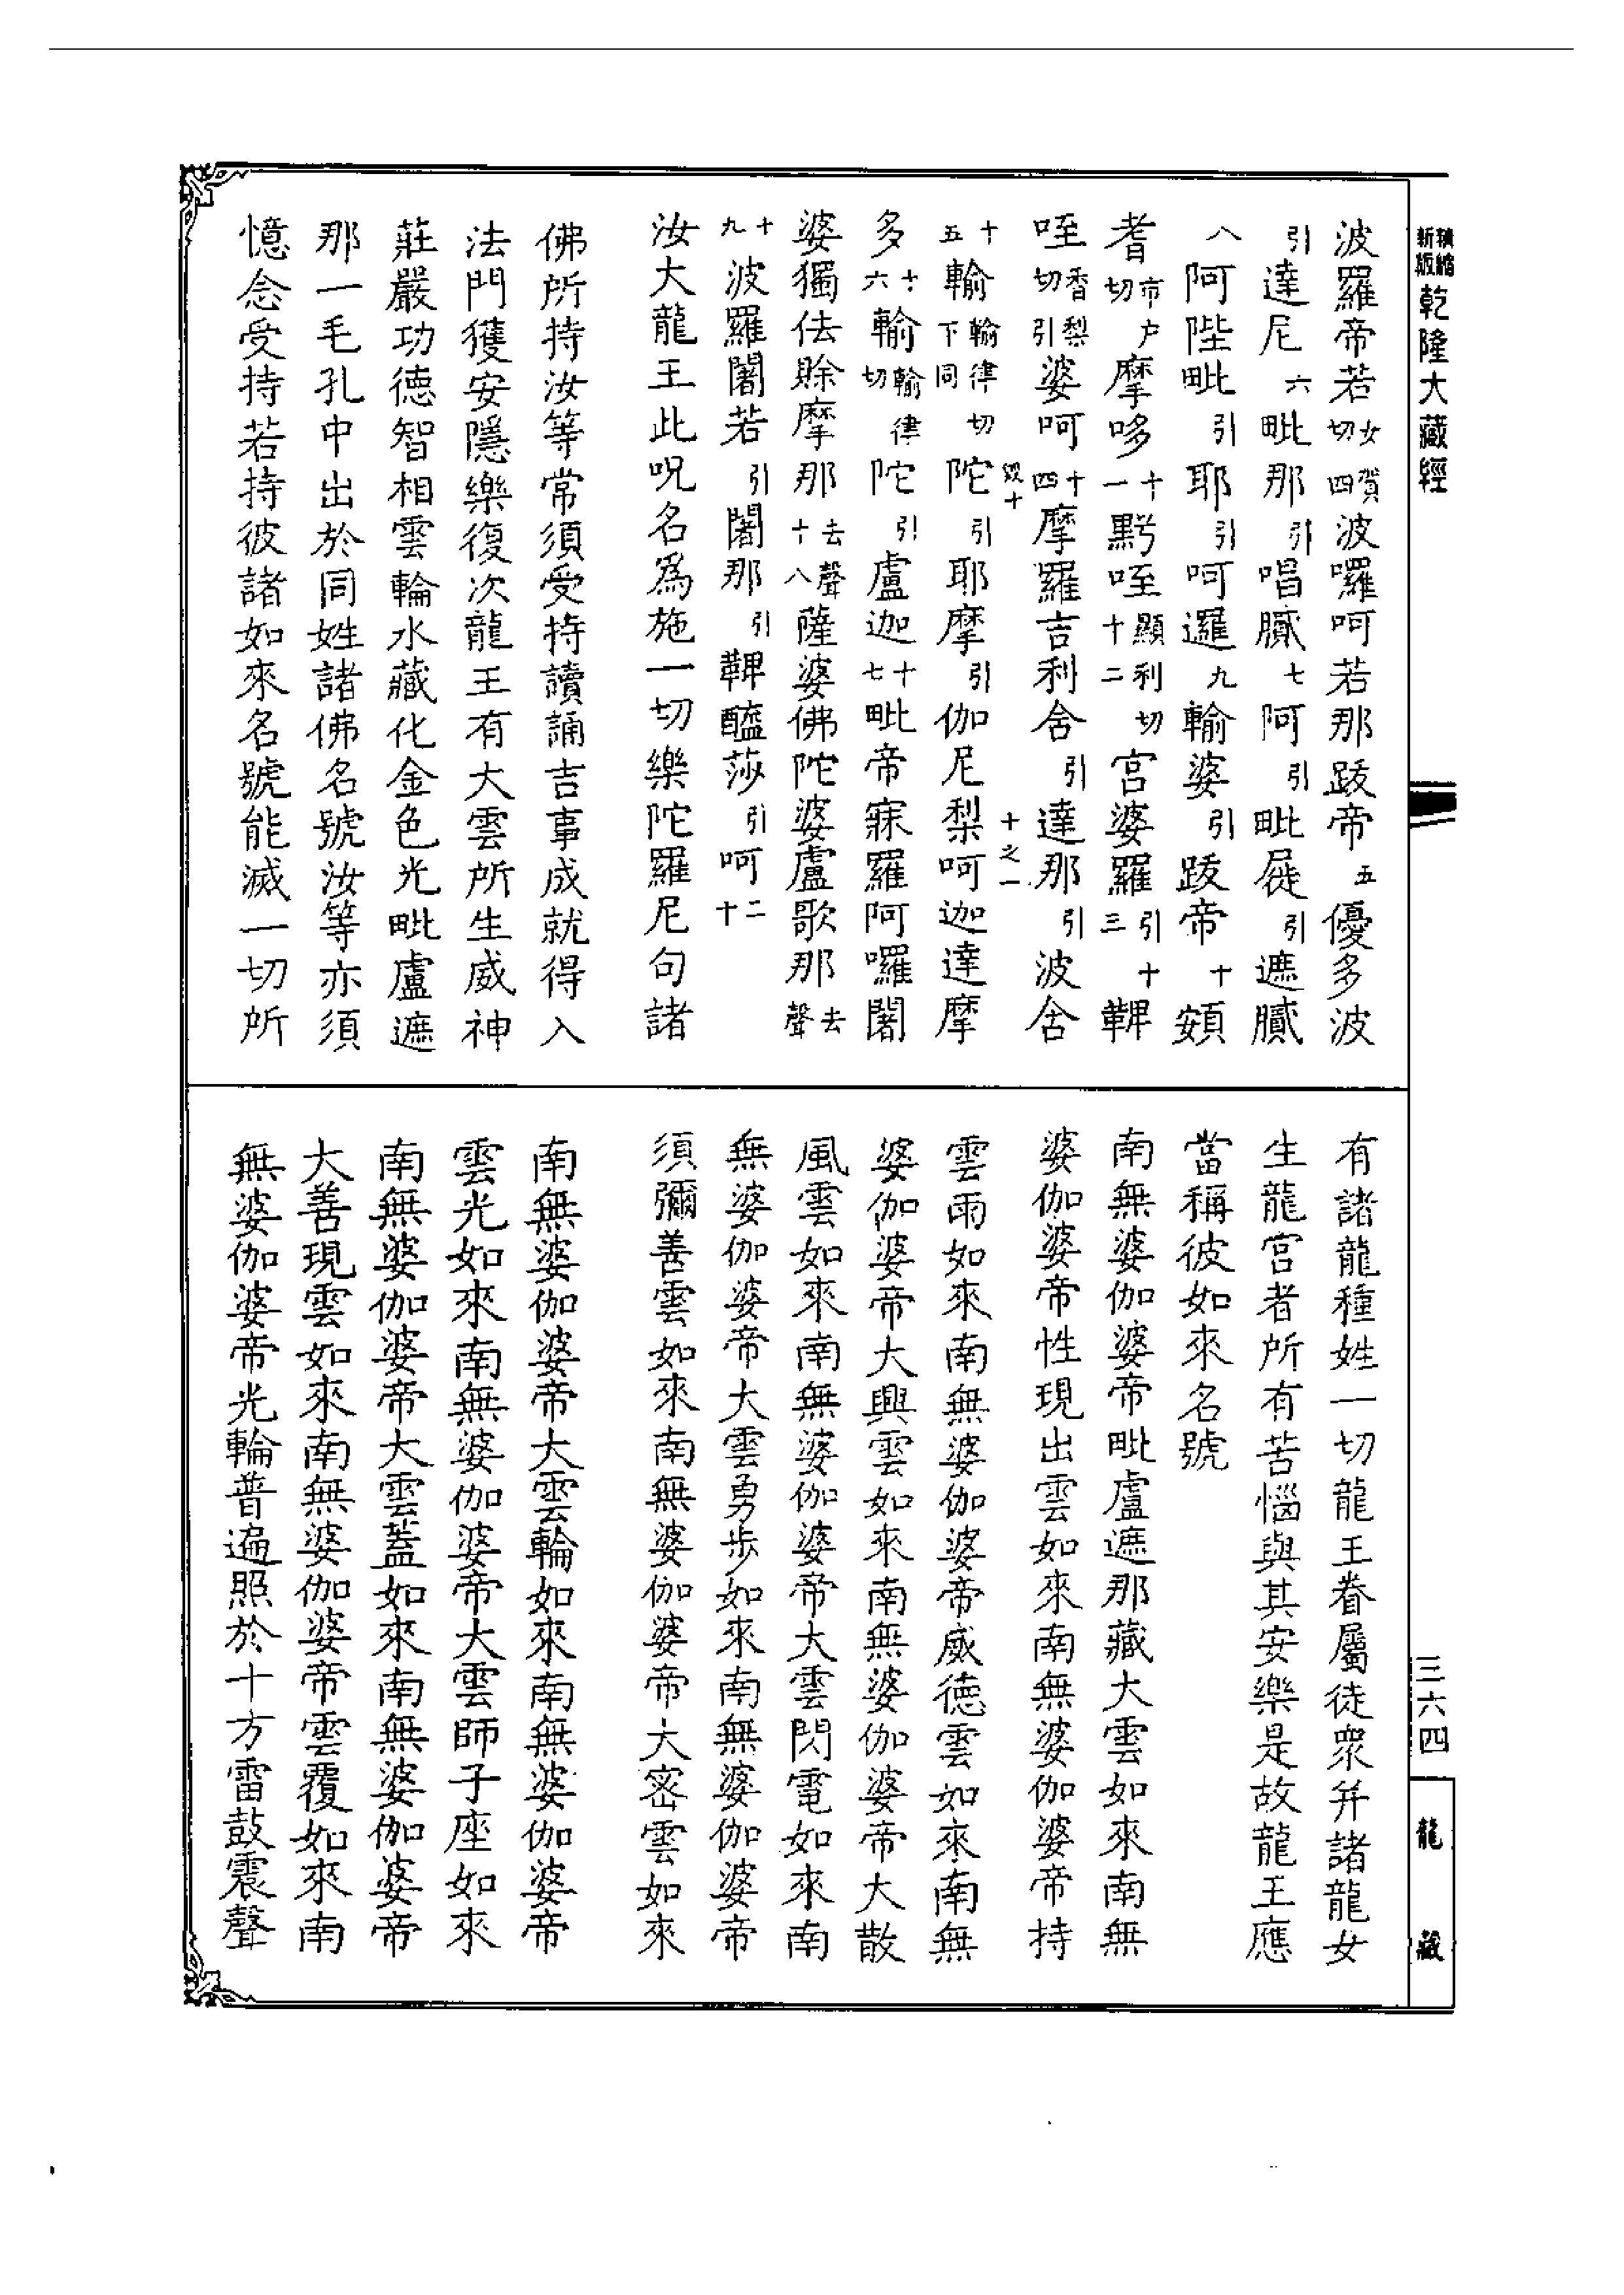 精縮新版乾隆大藏經
波羅帝若女賀切四波囉呵若那跋帝五優多波
引達尼六毗那引唱膩七阿引毗屣引遮膩
八阿陛毗引耶引呵邏九輸婆引跋帝十頞
耆市尸切摩哆十一黟咥顯利切十二宮婆羅引十三鞞
咥香梨切引婆呵十四摩羅吉利舍引達那引波舍
毀十
十之一
十五輸輸律切下同陀引耶摩引伽尼梨呵迦達摩
多十六輸輸律切陀引盧迦十七毗帝寐羅阿囉闍
婆獨佉賒摩那去聲十八薩婆佛陀婆盧歌那去聲
十九波羅闍若引闍那引鞞醯莎引呵二十
汝大龍王此呪名為施一切樂陀羅尼句諸
佛所持汝等常須受持讀誦吉事成就得入
法門獲安隱樂復次龍王有大雲所生威神
莊嚴功德智相雲輪水藏化金色光毗盧遮
那一毛孔中出於同姓諸佛名號汝等亦須
憶念受持若持彼諸如來名號能滅一切所
有諸龍種姓一切龍王眷屬徒眾幷諸龍女
生龍宮者所有苦惱與其安樂是故龍王應
當稱彼如來名號
南無婆伽婆帝毗盧遮那藏大雲如來南無
婆伽婆帝性現出雲如來南無婆伽婆帝持
雲雨如來南無婆伽婆帝威德雲如來南無
婆伽婆帝大興雲如來南無婆伽婆帝大散
風雲如來南無婆伽婆帝大雲閃電如來南
無婆伽婆帝大雲勇步如來南無婆伽婆帝
須彌善雲如來南無婆伽婆帝大密雲如來
南無婆伽婆帝大雲輪如來南無婆伽婆帝
雲光如來南無婆伽婆帝大雲師子座如來
南無婆伽婆帝大雲蓋如來南無婆伽婆帝
大善現雲如來南無婆伽婆帝雲覆如來南
無婆伽婆帝光輪普遍照於十方雷鼓震聲
三六四
龍藏